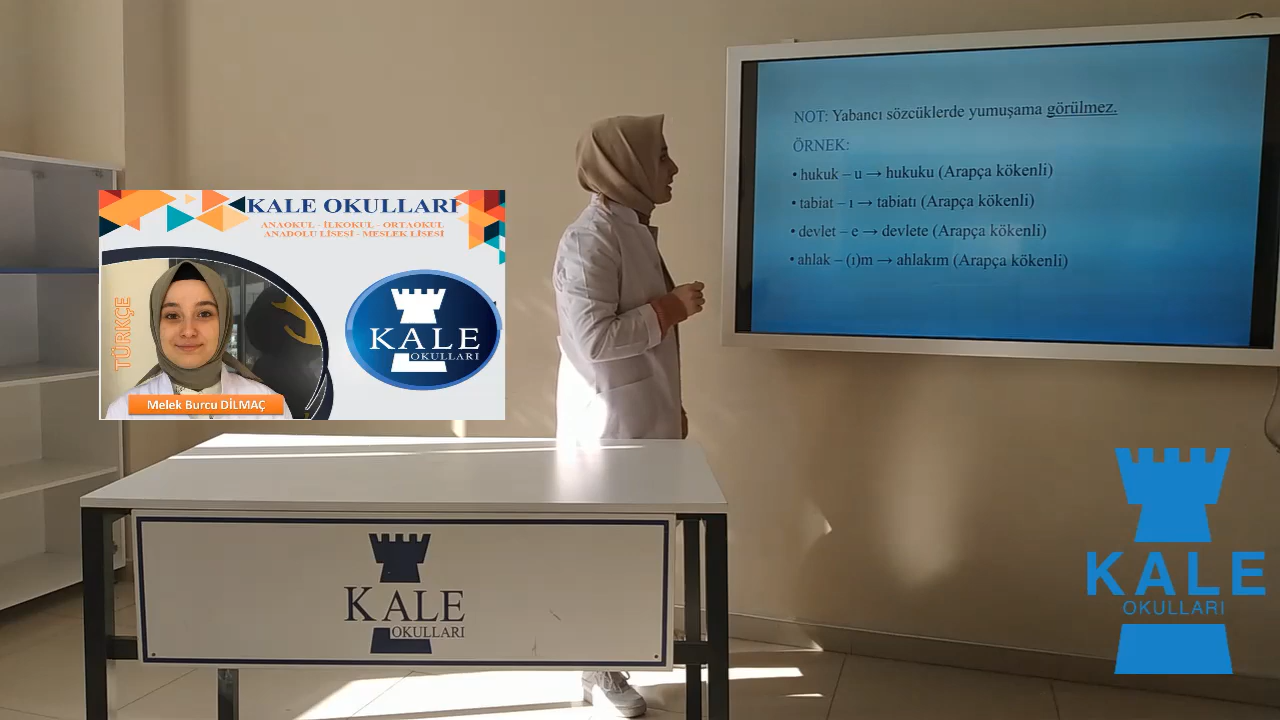 KALE OKULLARI
ANAOKUL - İLKOKUL - ORTAOKUL
ANADOLU LİSESİ - MESLEK LİSESİ
TÜRKÇE
KALE
OKULLARI
Melek Burcu DİLMAÇ
NOT: Yabancı sözcüklerde yumuşama görülmez.
ÖRNEK:
• hukuk – u → hukuku (Arapça kökenli)
• tabiat – ı → tabiatı (Arapça kökenli)
• devlet – e → devlete (Arapça kökenli)
• ahlak – (ı)m → ahlakım (Arapça kökenli)
KALE
OKULLARI
KALE
OKULLARI